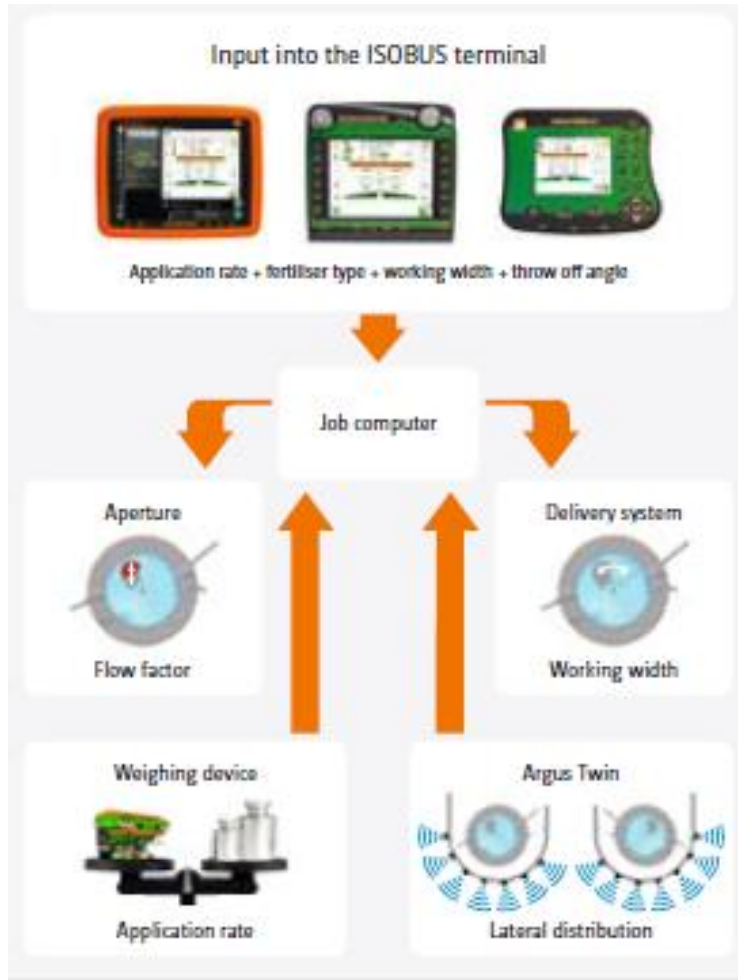 Input into the ISOBUS terminal
Application rate + fertiliser type + working width + throw off angle
Job computer
Aperture
Flow factor
Delivery system
Working width
Weighing device
Application rate
Argus Twin
Lateral distribution